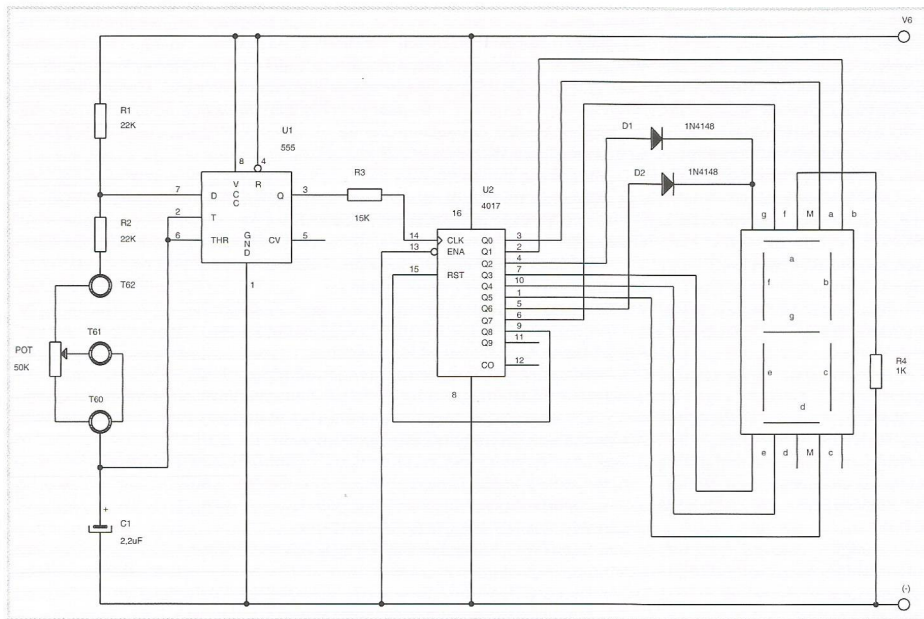 V6
R1
22K
U1
555
8 4
V
C
C
R
7 D Q 3
2 T
6 THR CV 5
G
N
D
1
R2
22K
T62
T61
POT
50K
T60
+
C1
2,2uF
R3
15K
U2
4017
16
14 CLK
13 ENA
15 RST
Q0 3
Q1 2
Q2 4
Q3 7
Q4 10
Q5 1
Q6 5
Q7 6
Q8 9
Q9 11
CO 12
8
D1 1N4148
D2 1N4148
g f M a b
a
f b
g
e c
d
e d M c
R4
1K
(-)